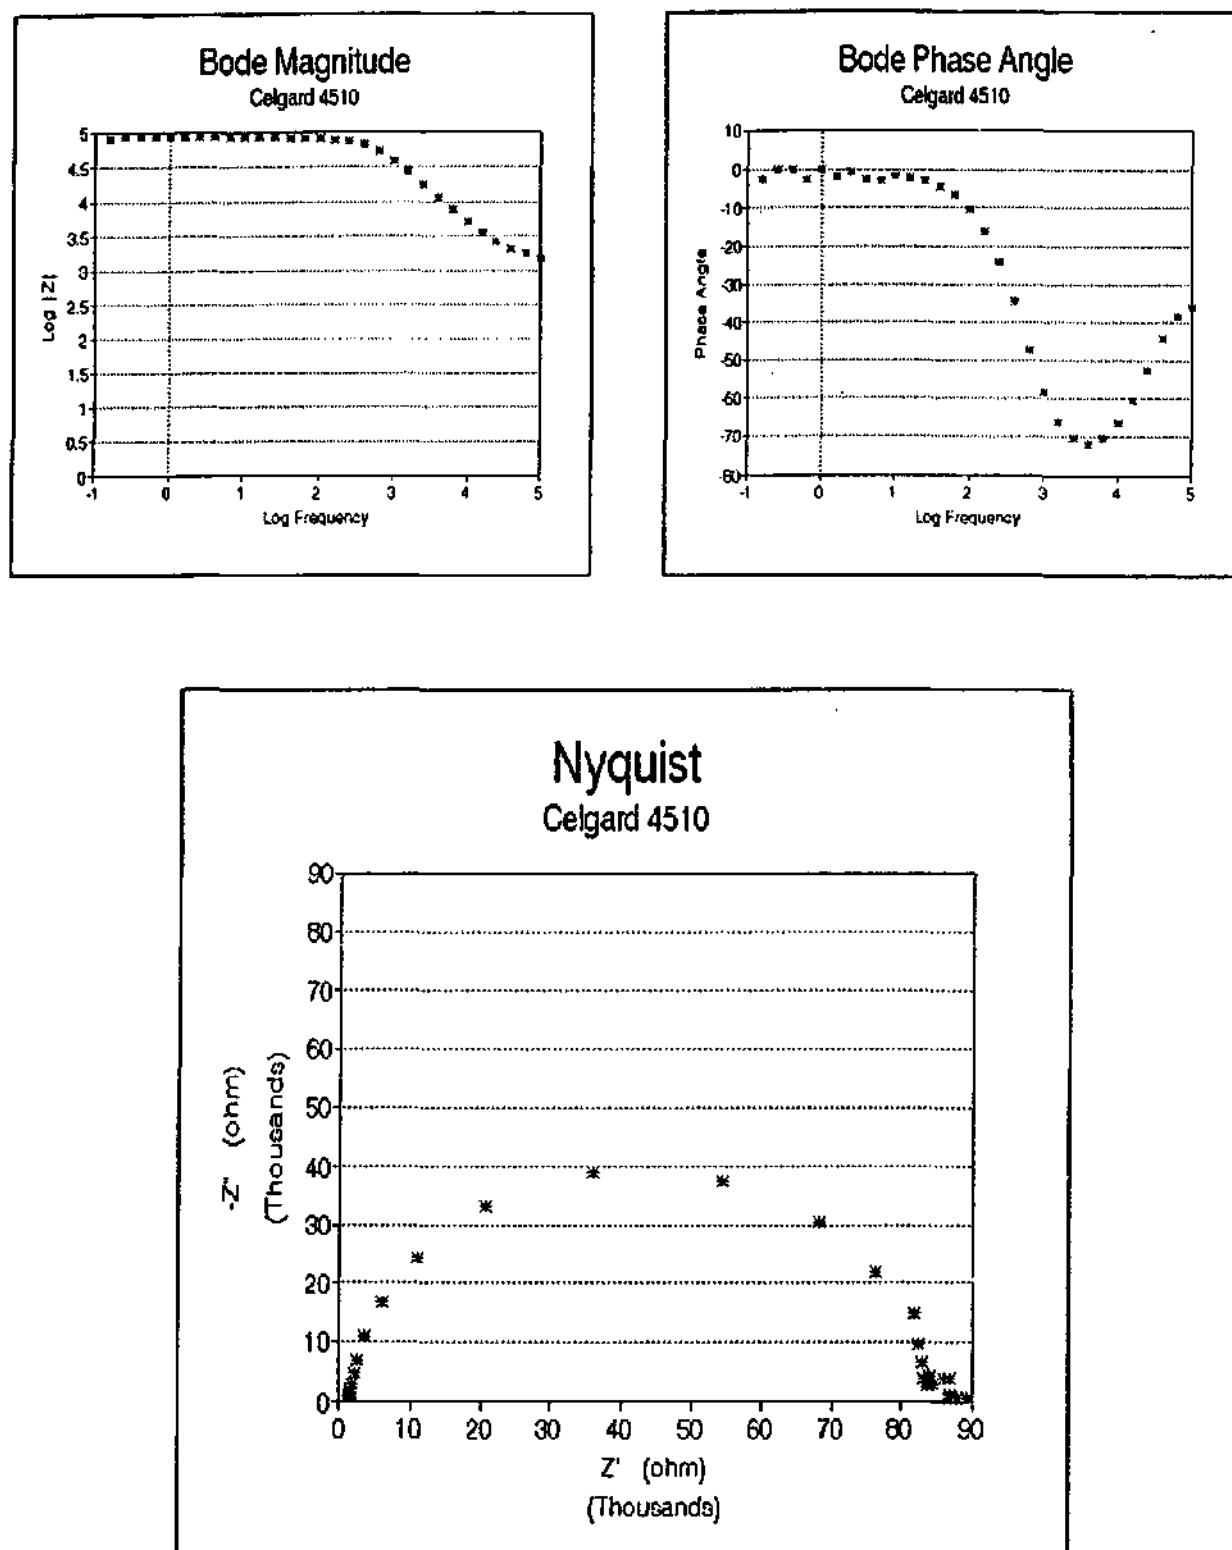 Bode Magnitude
Celgard 4510
5
4.5
4
3.5
3
2.5
2
1.5
1
0.5
0
-1 0 1 2 3 4 5
Log |Z|
Log Frequency
Bode Phase Angle
Celgard 4510
10
0
-10
-20
-30
-40
-50
-60
-70
-80
-1 0 1 2 3 4 5
Phase Angle
Log Frequency
Nyquist
Celgard 4510
90
80
70
60
50
40
30
20
10
0
0 10 20 30 40 50 60 70 80 90
-Z" (ohm)
(Thousands)
Z' (ohm)
(Thousands)